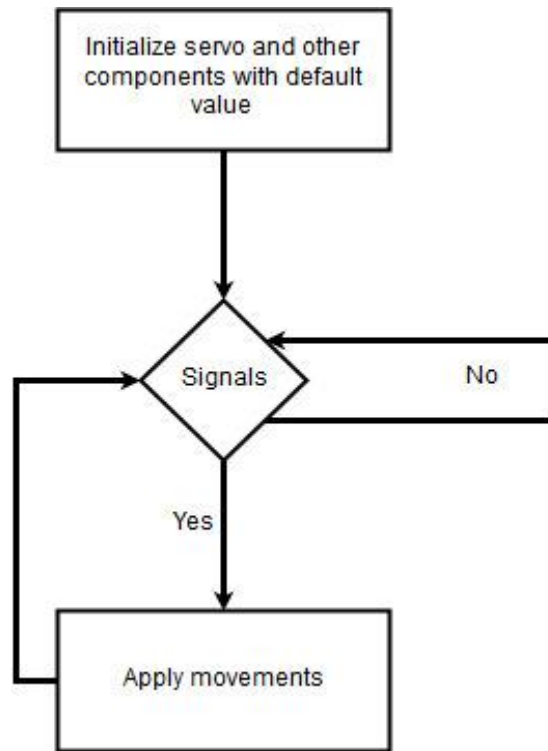 Initialize servo and other
components with default
value
Signals
No
Yes
Apply movements